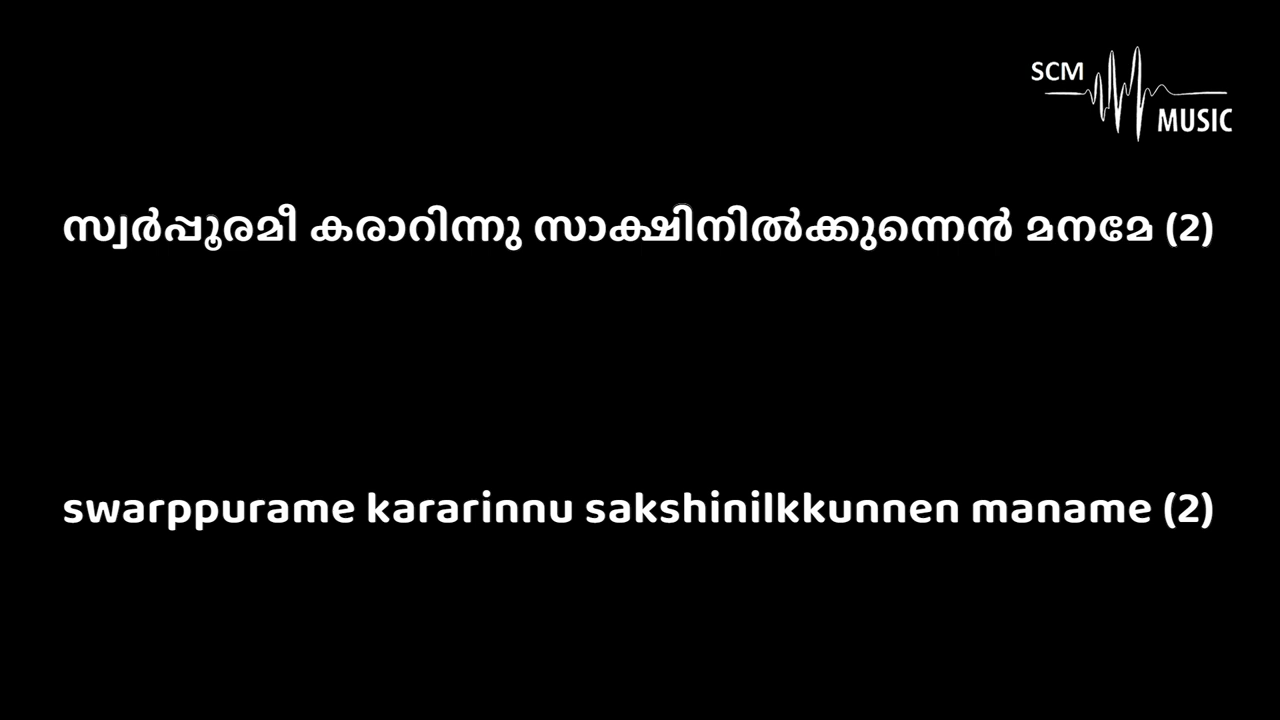 SCM
MUSIC
സ്വർപ്പൂരമീ കരാറിന്നു സാക്ഷിനിൽക്കുന്നെൻ മനമേ (2)
swarppurame kararinnu sakshinilkkunnen maname (2)